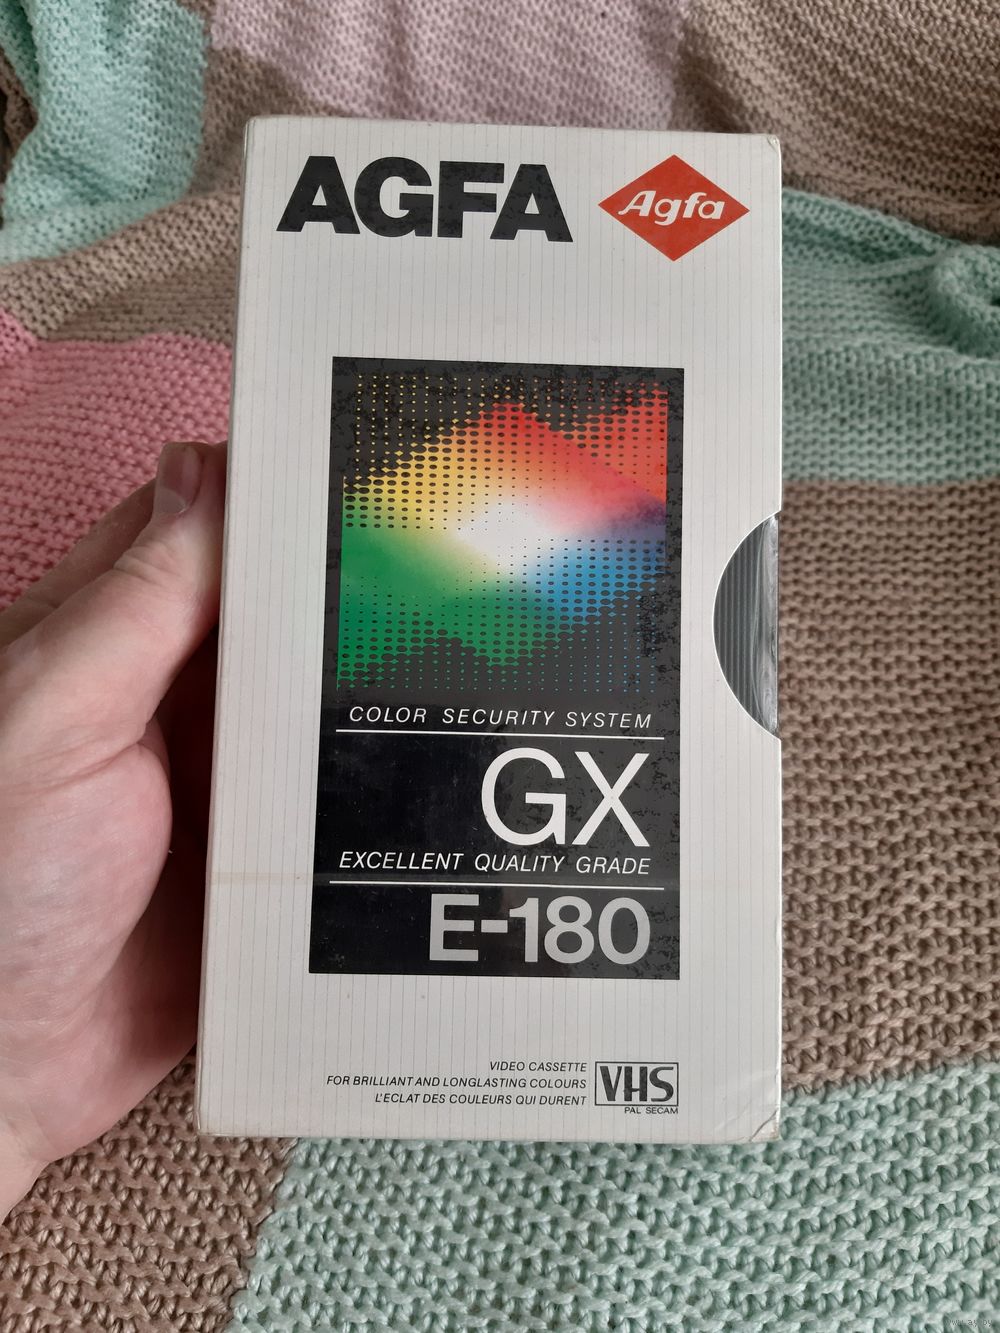 AGFA
Agfa
COLOR SECURITY SYSTEM
GX
EXCELLENT QUALITY GRADE
E-180
VIDEO CASSETTE
FOR BRILLIANT AND LONGLASTING COLOURS
L'ECLAT DES COULEURS QUI DURENT
VHS
PAL SECAM